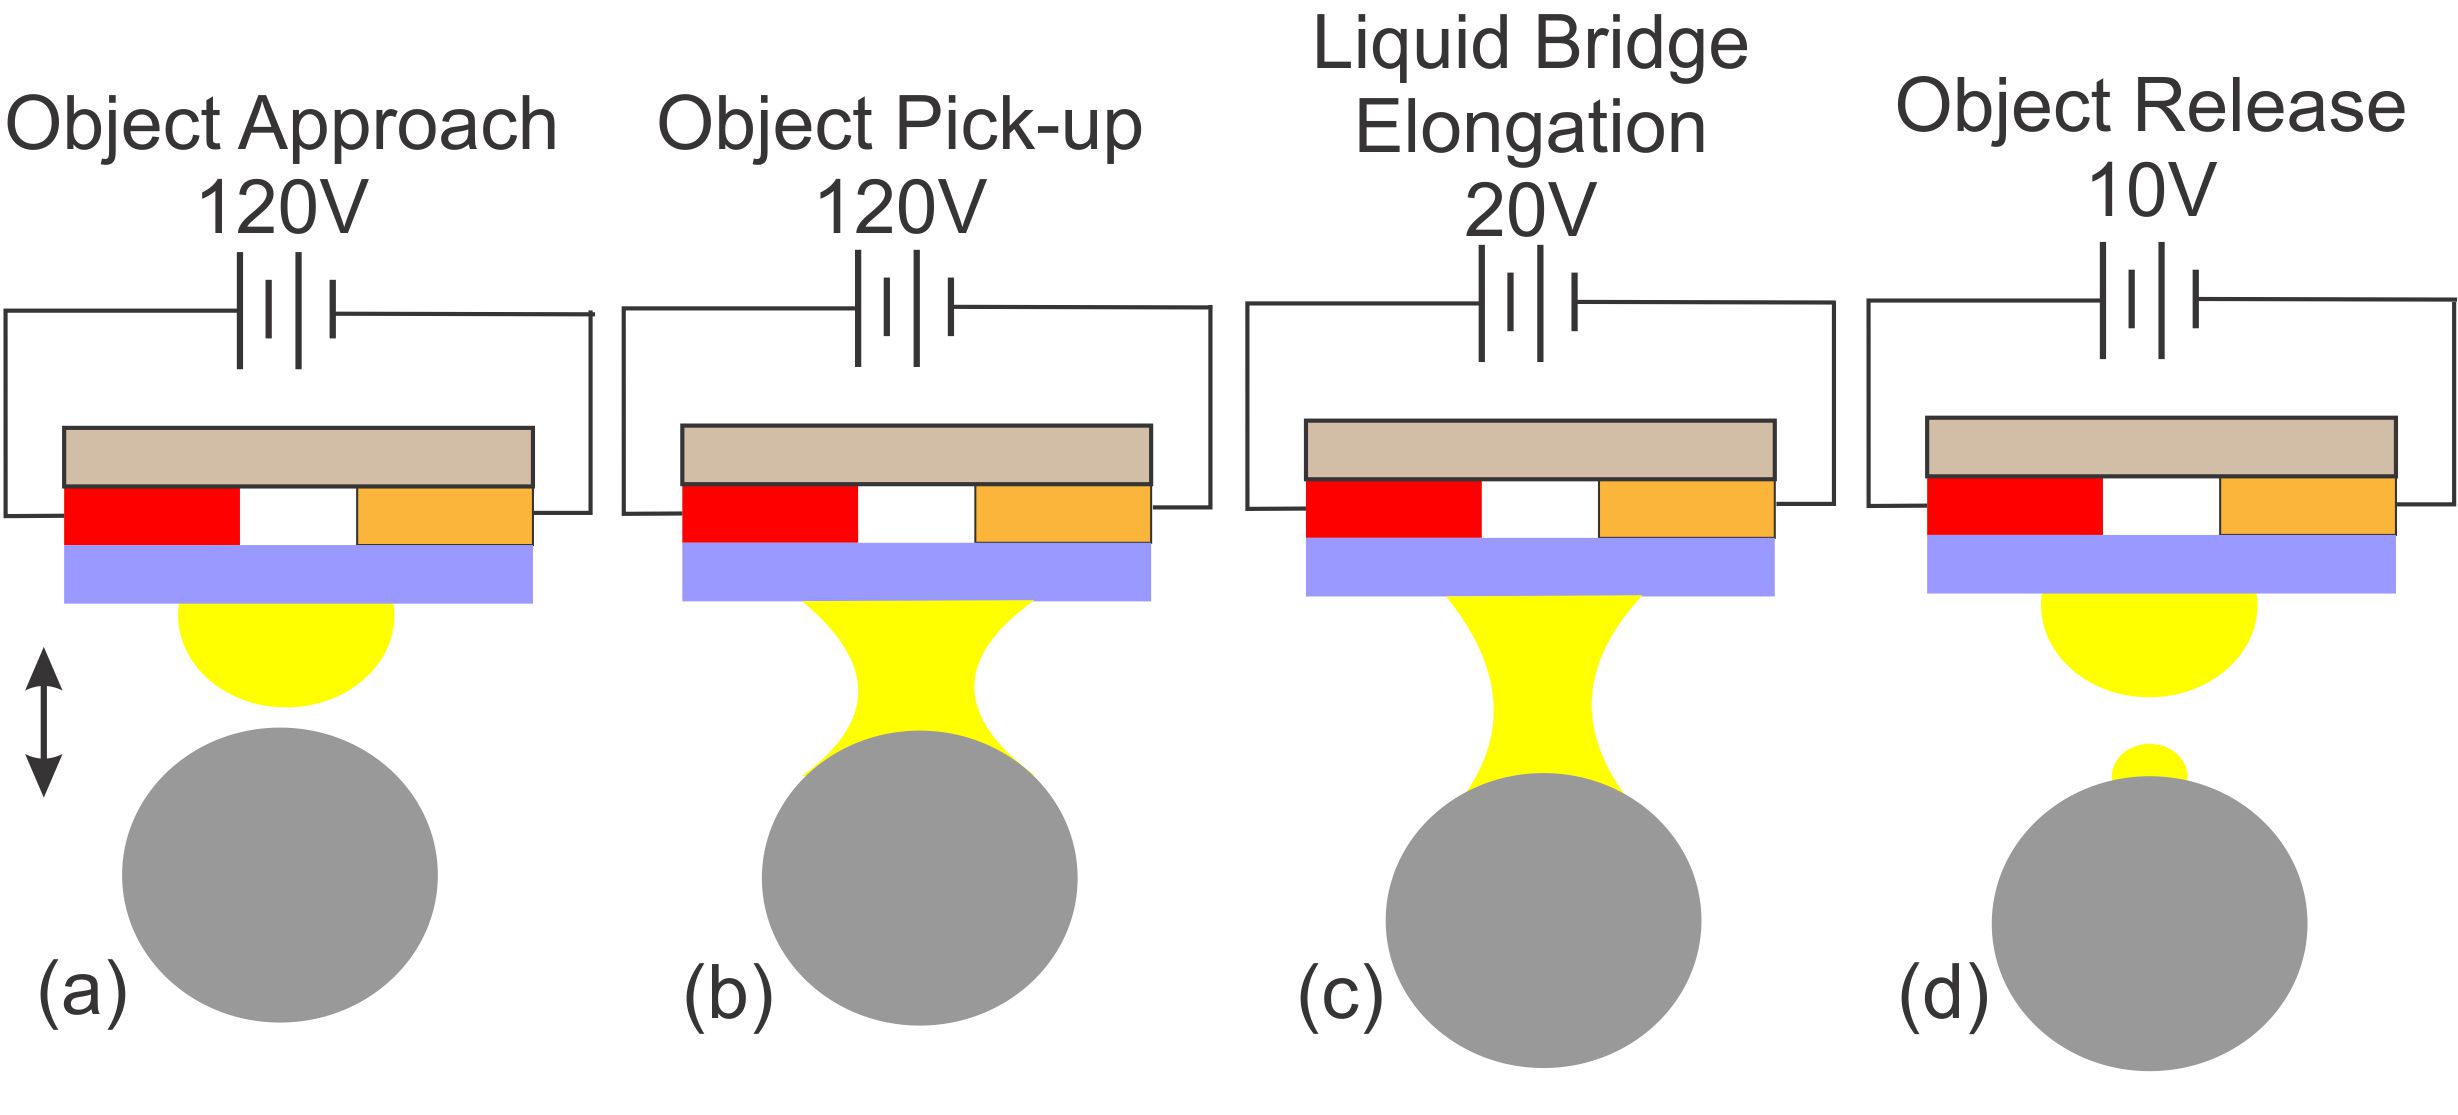 Object Approach
120V
Object Pick-up
120V
Liquid Bridge
Elongation
20V
Object Release
10V
(a)
(b)
(c)
(d)